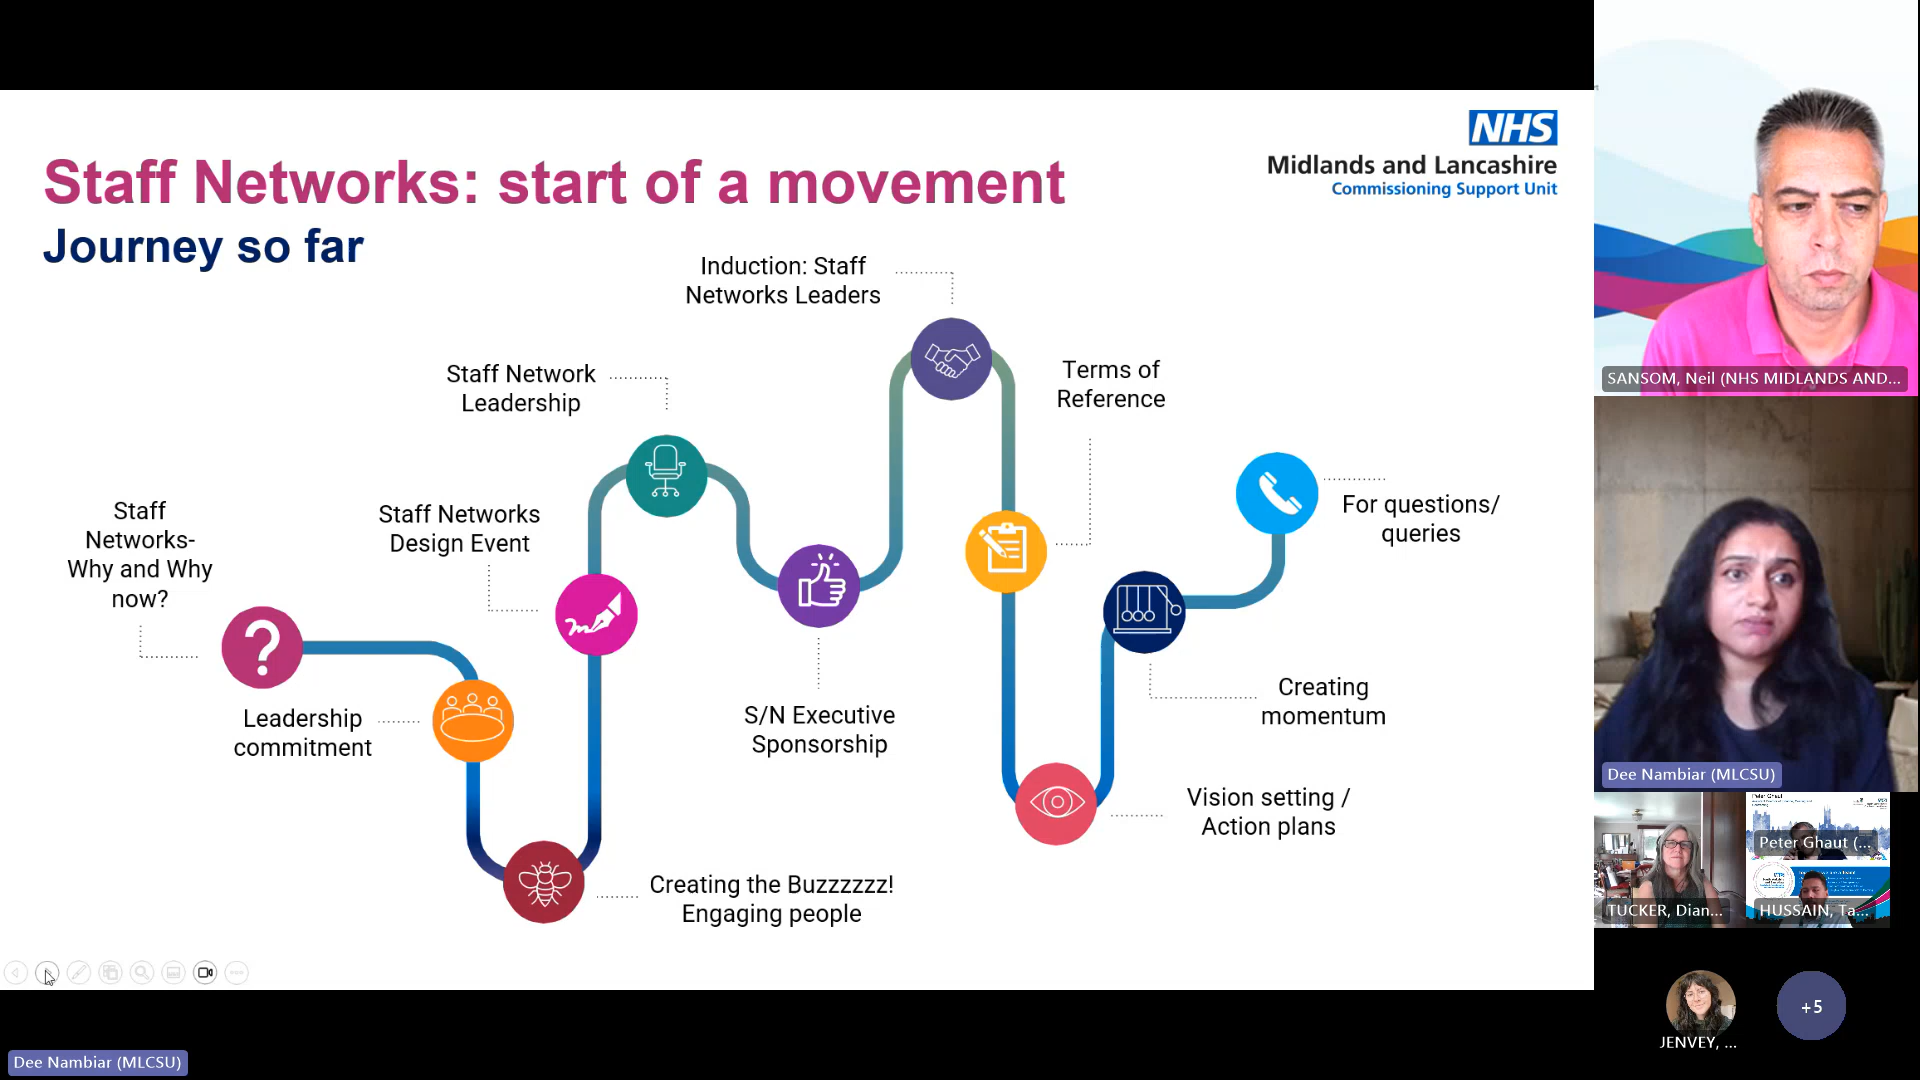 NHS
Midlands and Lancashire
Commissioning Support Unit
Staff Networks: start of a movement
Journey so far
Induction: Staff
Networks Leaders
Staff Network
Leadership
Terms of
Reference
Staff
Networks-
Why and Why
now?
Staff Networks
Design Event
For questions/
queries
Leadership
commitment
S/N Executive
Sponsorship
Creating
momentum
Vision setting /
Action plans
Creating the Buzzzzzz!
Engaging people
SANSOM, Neil (NHS MIDLANDS AND...
Dee Nambiar (MLCSU)
Peter Ghaut
Peter Ghaut (...
TUCKER, Dian...
HUSSAIN, Ta...
JENVEY, ...
+5
Dee Nambiar (MLCSU)